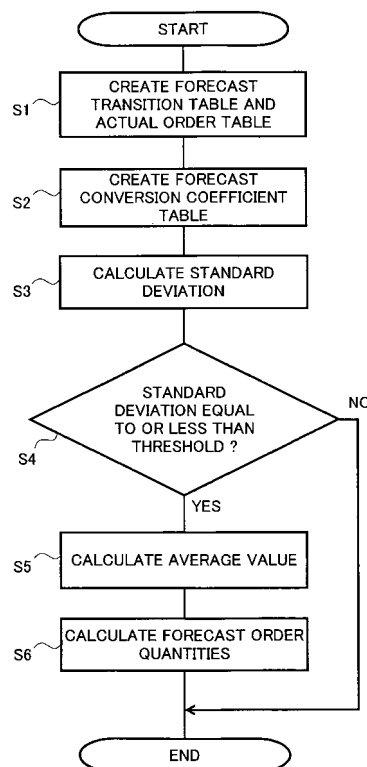 START
S1
CREATE FORECAST
TRANSITION TABLE AND
ACTUAL ORDER TABLE
S2
CREATE FORECAST
CONVERSION COEFFICIENT
TABLE
S3
CALCULATE STANDARD
DEVIATION
S4
STANDARD
DEVIATION EQUAL
TO OR LESS THAN
THRESHOLD ?
NO
YES
S5
CALCULATE AVERAGE VALUE
S6
CALCULATE FORECAST ORDER
QUANTITIES
END